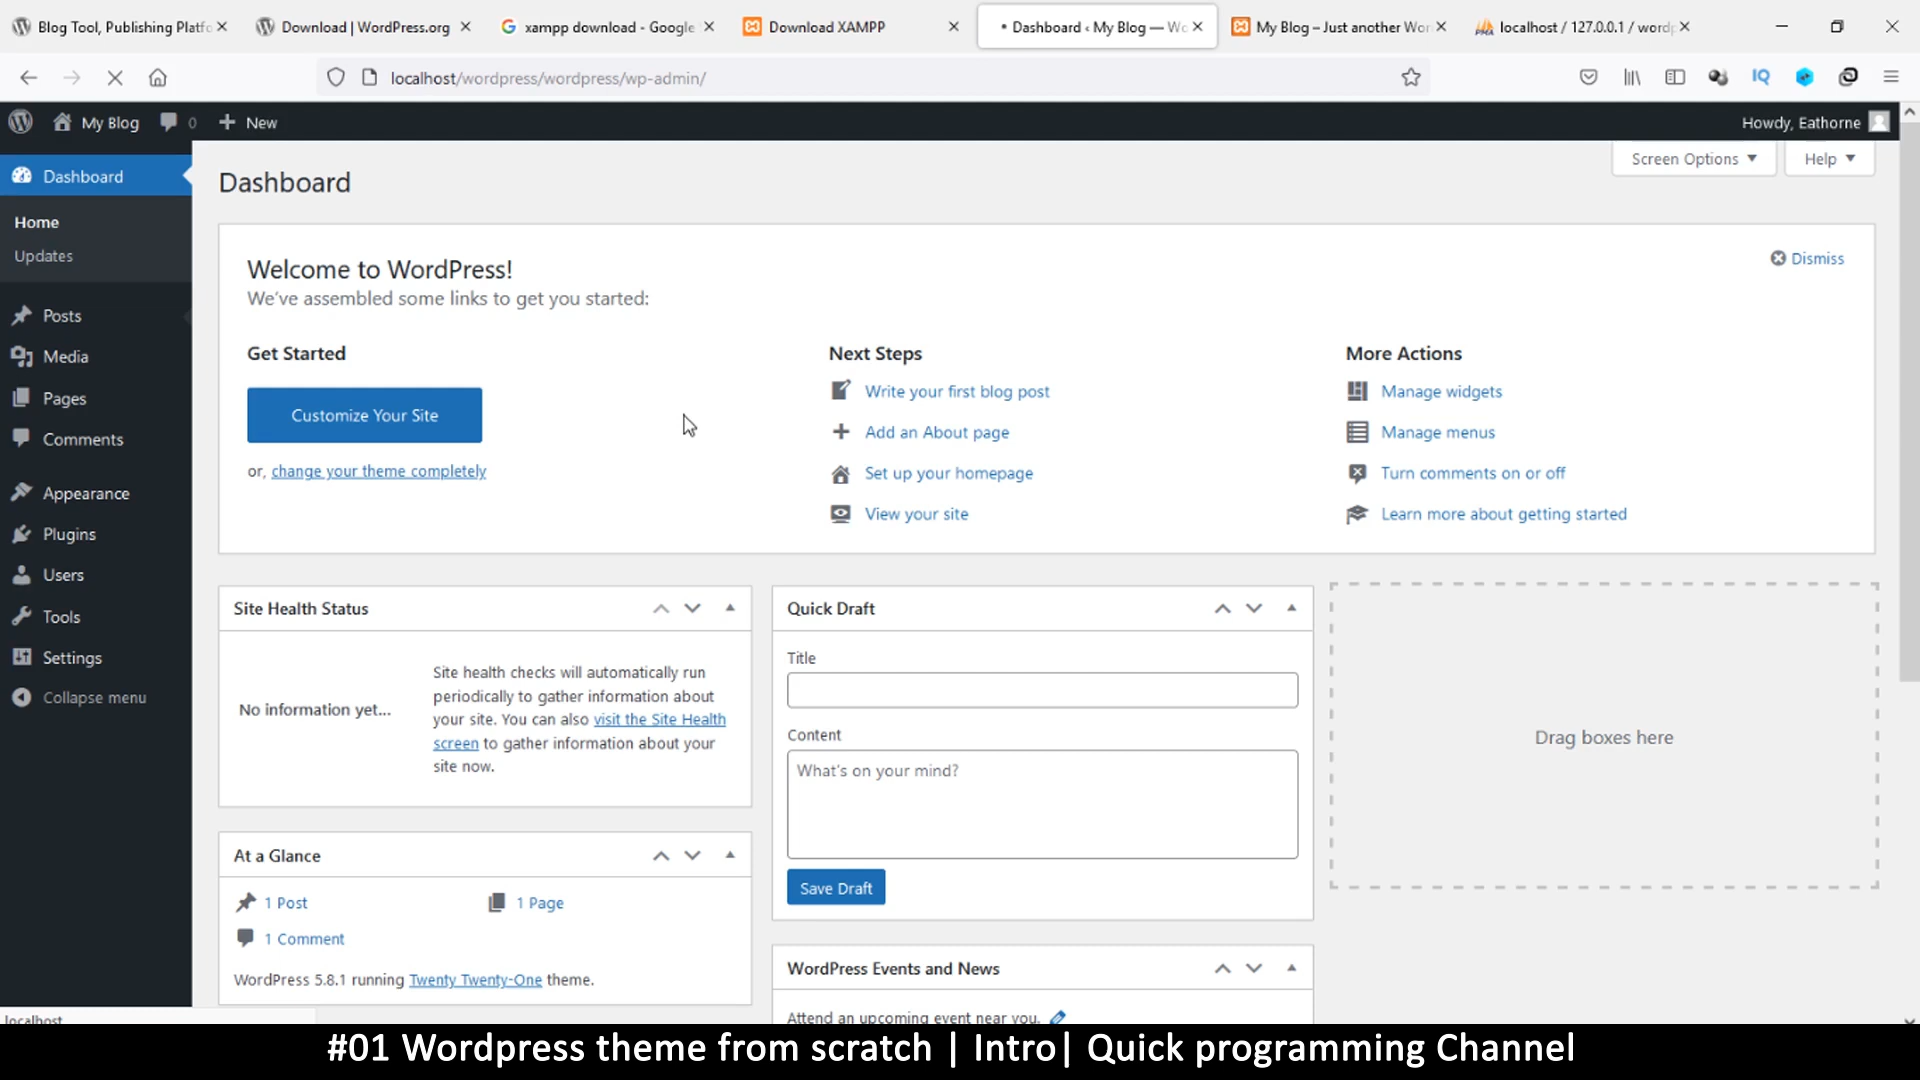 Blog Tool, Publishing Platfo
Download | WordPress.org
xampp download - Google
Download XAMPP
Dashboard ‹ My Blog — Wo
My Blog – Just another Wor
localhost / 127.0.0.1 / wordp
localhost/wordpress/wordpress/wp-admin/
IQ
My Blog
0
New
Howdy, Eathorne
Dashboard
Home
Updates
Posts
Media
Pages
Comments
Appearance
Plugins
Users
Tools
Settings
Collapse menu
Dashboard
Screen Options
Help
Welcome to WordPress!
We've assembled some links to get you started:
Dismiss
Get Started
Customize Your Site
or, change your theme completely
Next Steps
Write your first blog post
Add an About page
Set up your homepage
View your site
More Actions
Manage widgets
Manage menus
Turn comments on or off
Learn more about getting started
Site Health Status
No information yet...
Site health checks will automatically run
periodically to gather information about
your site. You can also visit the Site Health
screen to gather information about your
site now.
At a Glance
1 Post
1 Page
1 Comment
WordPress 5.8.1 running Twenty Twenty-One theme.
Quick Draft
Title
Content
What's on your mind?
Save Draft
WordPress Events and News
Attend an upcoming event near you.
Drag boxes here
localhost
#01 Wordpress theme from scratch | Intro| Quick programming Channel